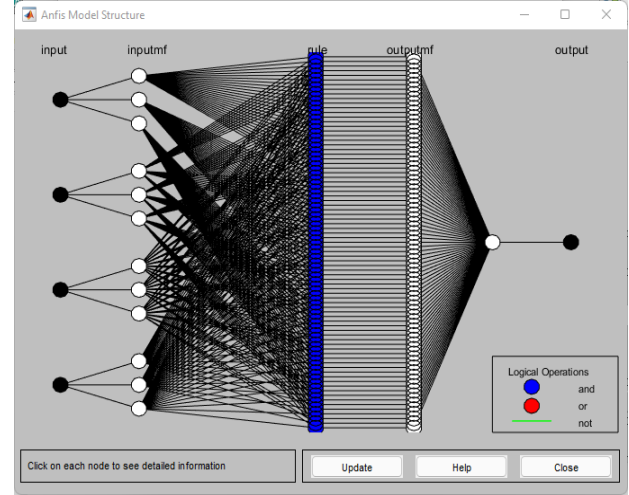 Anfis Model Structure
input inputmf rule outputmf output
Logical Operations
and
or
not
Click on each node to see detailed information
Update Help Close